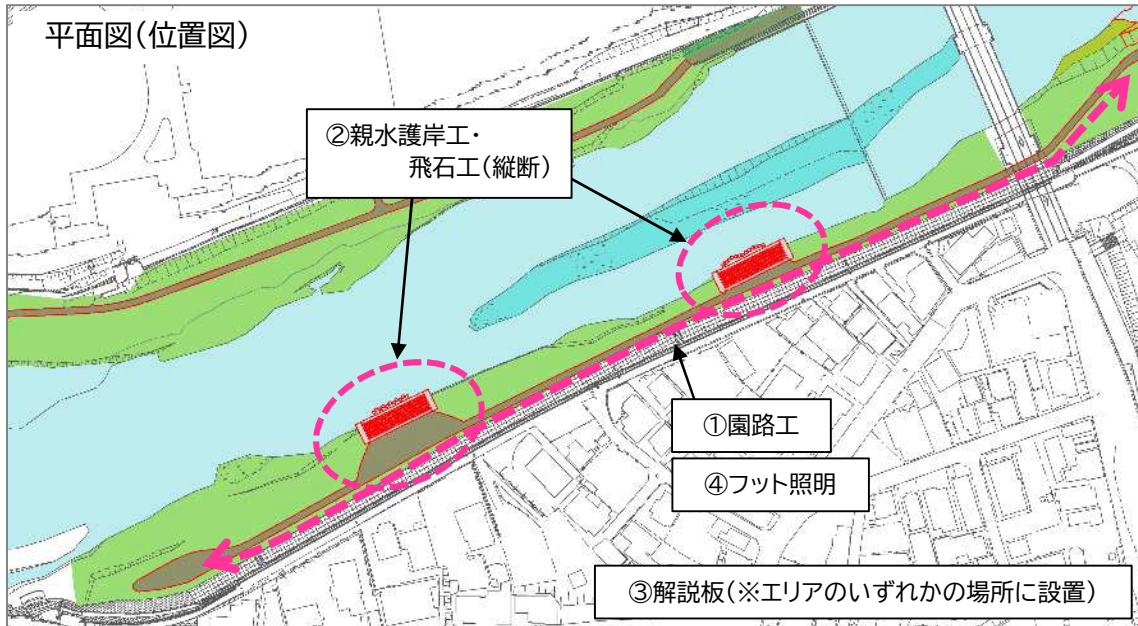 平面図(位置図)
②親水護岸工・
飛石工(縦断)
①園路工
④フット照明
③解説板(※エリアのいずれかの場所に設置)